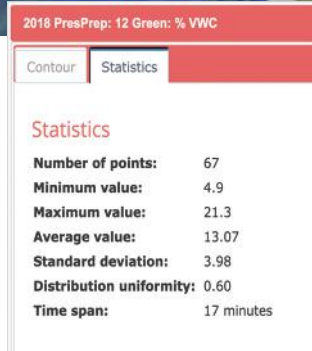 2018 PresPrep: 12 Green: % VWC
Contour Statistics
Statistics
Number of points: 67
Minimum value: 4.9
Maximum value: 21.3
Average value: 13.07
Standard deviation: 3.98
Distribution uniformity: 0.60
Time span: 17 minutes